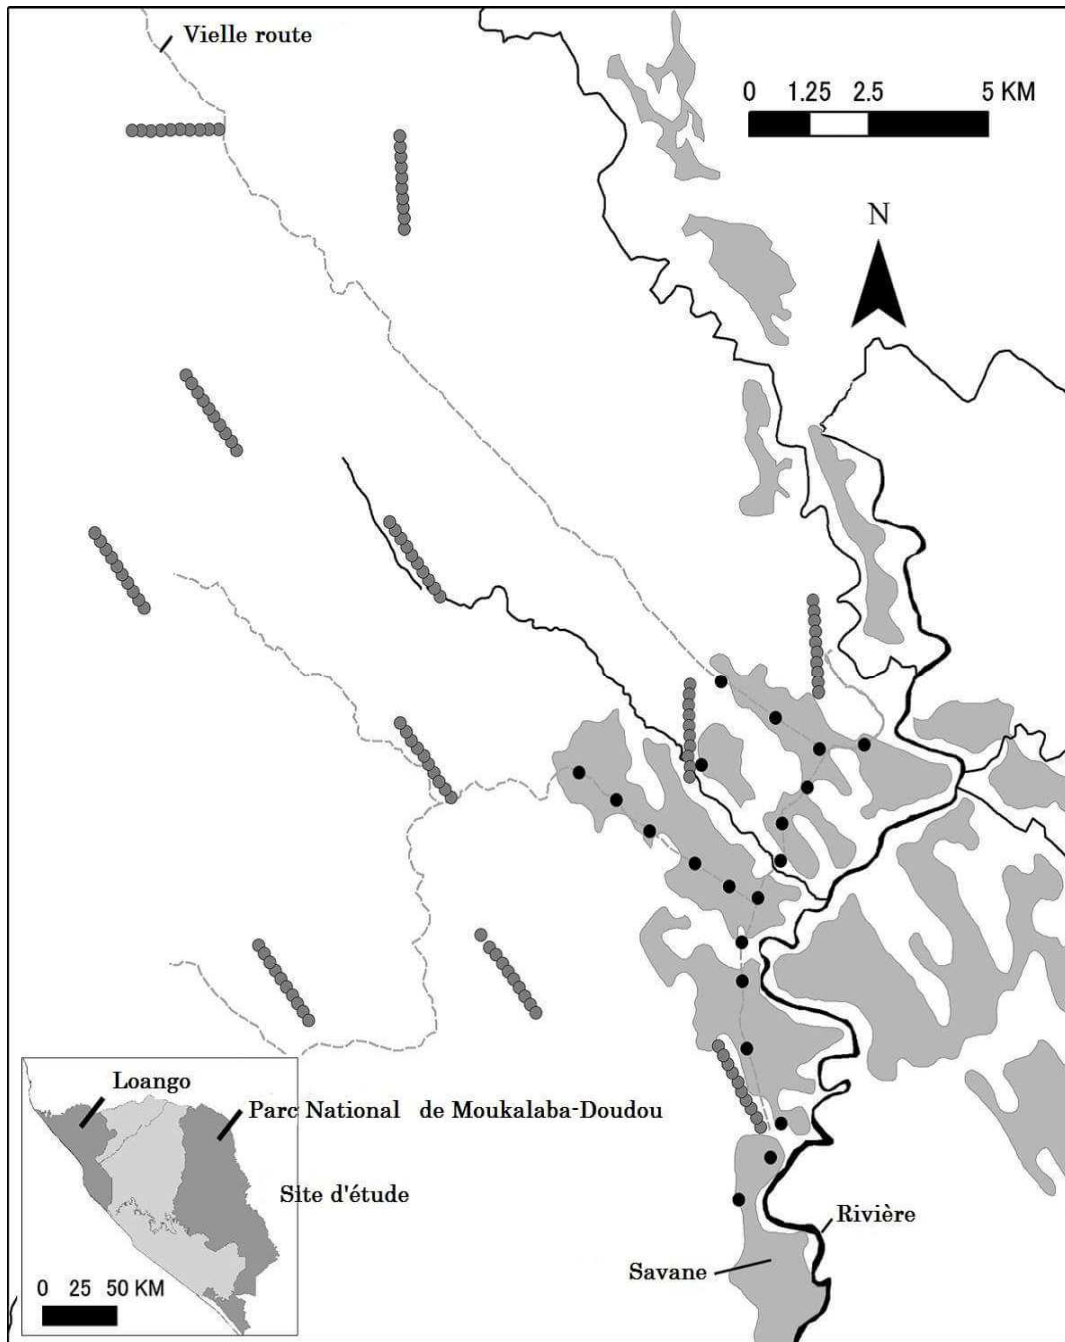 Vielle route
0 1.25 2.5 5 KM
N
Loango
Parc National de Moukalaba-Doudou
Site d'étude
Rivière
Savane
0 25 50 KM